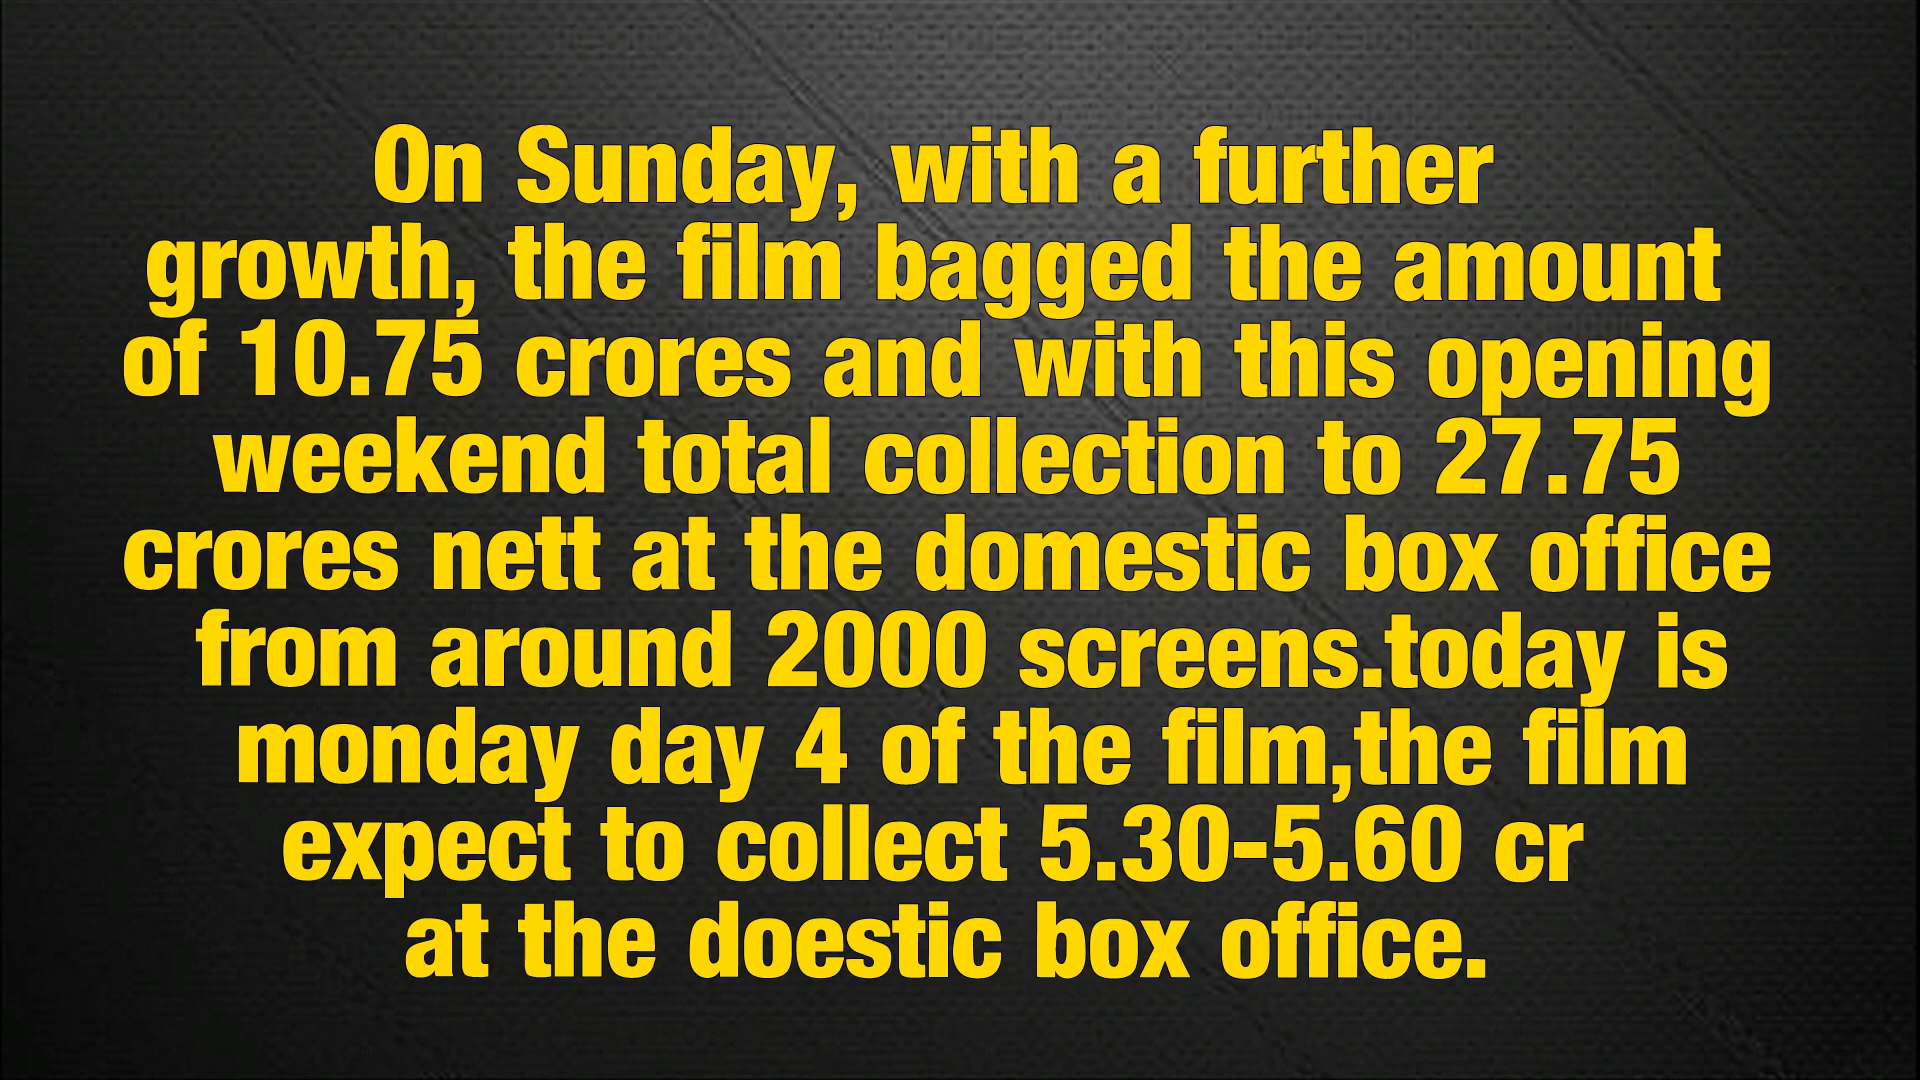 On Sunday, with a further
growth, the film bagged the amount
of 10.75 crores and with this opening
weekend total collection to 27.75
crores nett at the domestic box office
from around 2000 screens.today is
monday day 4 of the film,the film
expect to collect 5.30-5.60 cr
at the doestic box office.